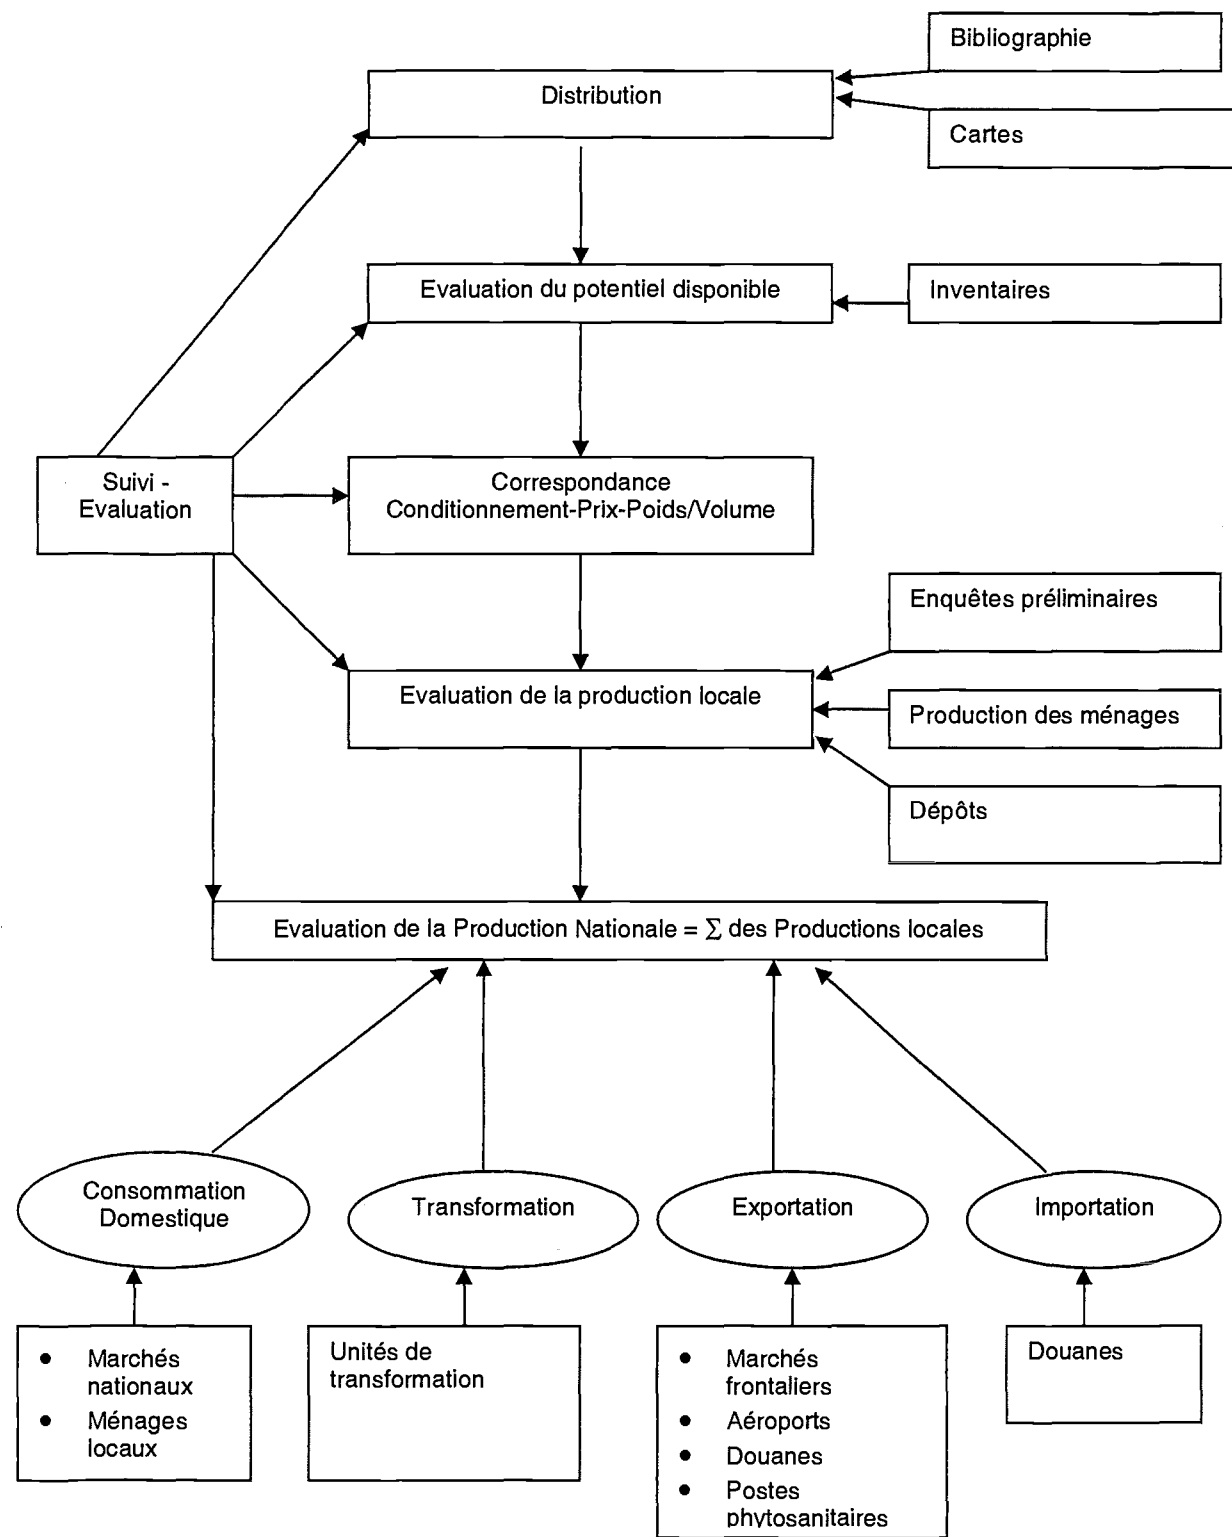 Bibliographie
Distribution
Cartes
Evaluation du potentiel disponible
Inventaires
Suivi -
Evaluation
Correspondance
Conditionnement-Prix-Poids/Volume
Enquêtes préliminaires
Evaluation de la production locale
Production des ménages
Dépôts
Evaluation de la Production Nationale = ∑ des Productions locales
Consommation
Domestique
Transformation
Exportation
Importation
• Marchés
nationaux
• Ménages
locaux
Unités de
transformation
• Marchés
frontaliers
• Aéroports
• Douanes
• Postes
phytosanitaires
Douanes